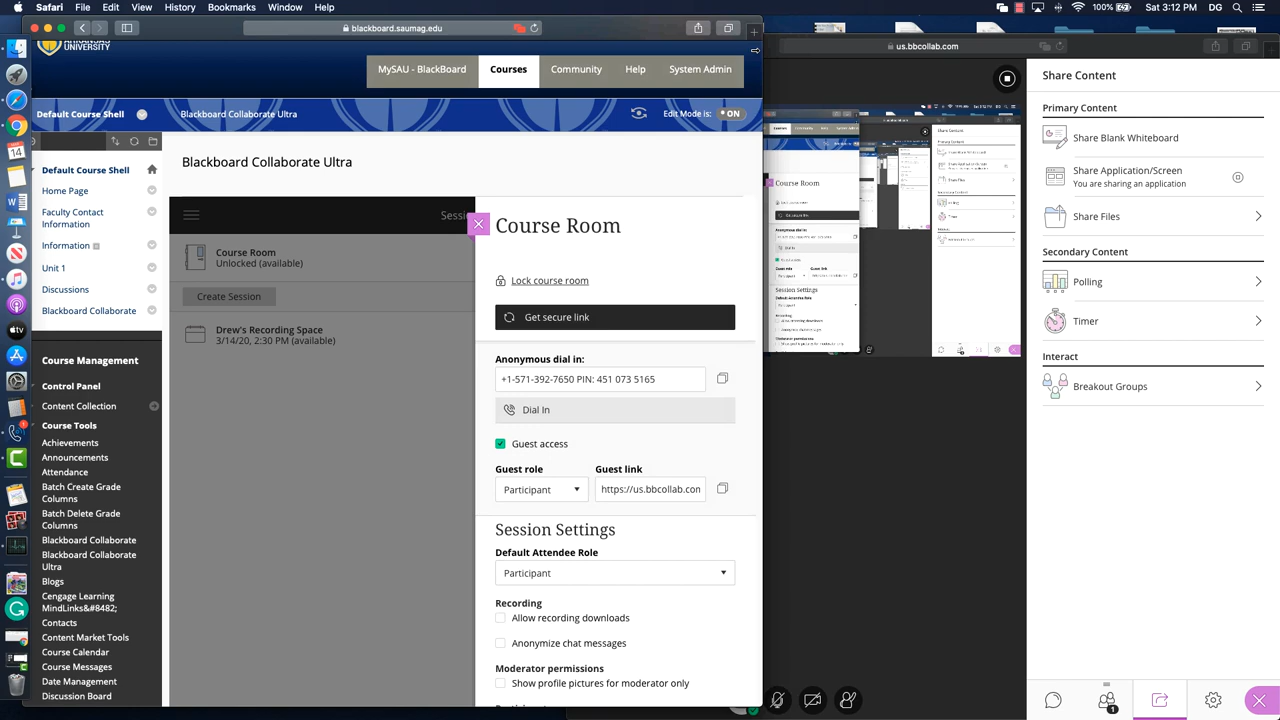 Safari File Edit View History Bookmarks Window Help
Sat 3:12 PM
blackboard.saumag.edu
us.bbcollab.com
UNIVERSITY
MySAU - BlackBoard Courses Community Help System Admin
Default Course Shell
Blackboard Collaborate Ultra
Edit Mode is: ON
Default Course Shell
Home Page
Faculty Contact
Information
Information
Unit 1
Discussions
Blackboard Collaborate
Course Management
Control Panel
Content Collection
Course Tools
Achievements
Announcements
Attendance
Batch Create Grade
Columns
Batch Delete Grade
Columns
Blackboard Collaborate
Blackboard Collaborate
Ultra
Blogs
Cengage Learning
MindLinks&#8482;
Contacts
Content Market Tools
Course Calendar
Course Messages
Date Management
Discussion Board
Blackboard Collaborate Ultra
Sessi
Course Room
Unlocked (available)
Create Session
Drew's Recording Space
3/14/20, 2:30 PM (available)
Course Room
Lock course room
Get secure link
Anonymous dial in:
+1-571-392-7650 PIN: 451 073 5165
Dial In
Guest access
Guest role Guest link
Participant https://us.bbcollab.con
Session Settings
Default Attendee Role
Participant
Recording
Allow recording downloads
Anonymize chat messages
Moderator permissions
Show profile pictures for moderator only
Course Room
Session Settings
Share Content
Primary Content
Share Blank Whiteboard
Share Application/Screen
You are sharing an application
Share Files
Secondary Content
Polling
Timer
Interact
Breakout Groups
1
14
tv